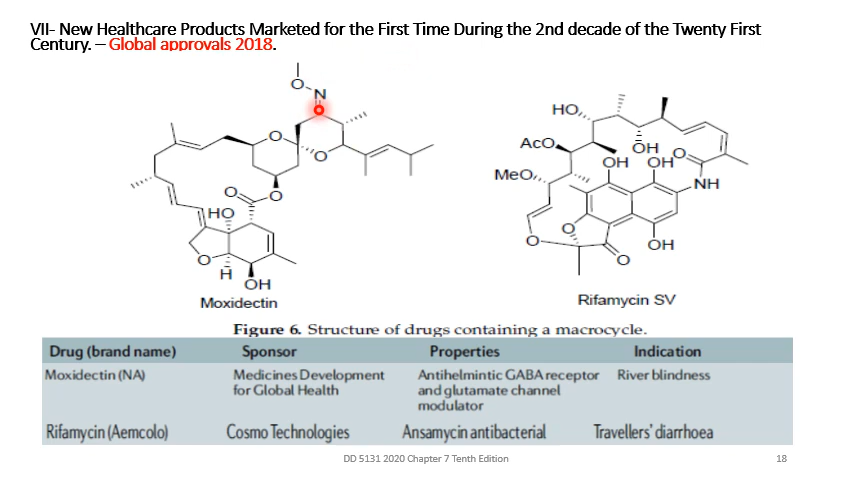 VII- New Healthcare Products Marketed for the First Time During the 2nd decade of the Twenty First
Century. – Global approvals 2018.
O
N
O
O
O
O
HO
O
H
OH
Moxidectin
HO
AcO
MeO
OH
OH
OH
O
NH
O
O
OH
O
Rifamycin SV
Figure 6. Structure of drugs containing a macrocycle.
Drug (brand name) Sponsor Properties Indication
Moxidectin (NA) Medicines Development Antihelmintic GABA receptor River blindness
for Global Health and glutamate channel
modulator
Rifamycin (Aemcolo) Cosmo Technologies Ansamycin antibacterial Travellers' diarrhoea
DD 5131 2020 Chapter 7 Tenth Edition 18